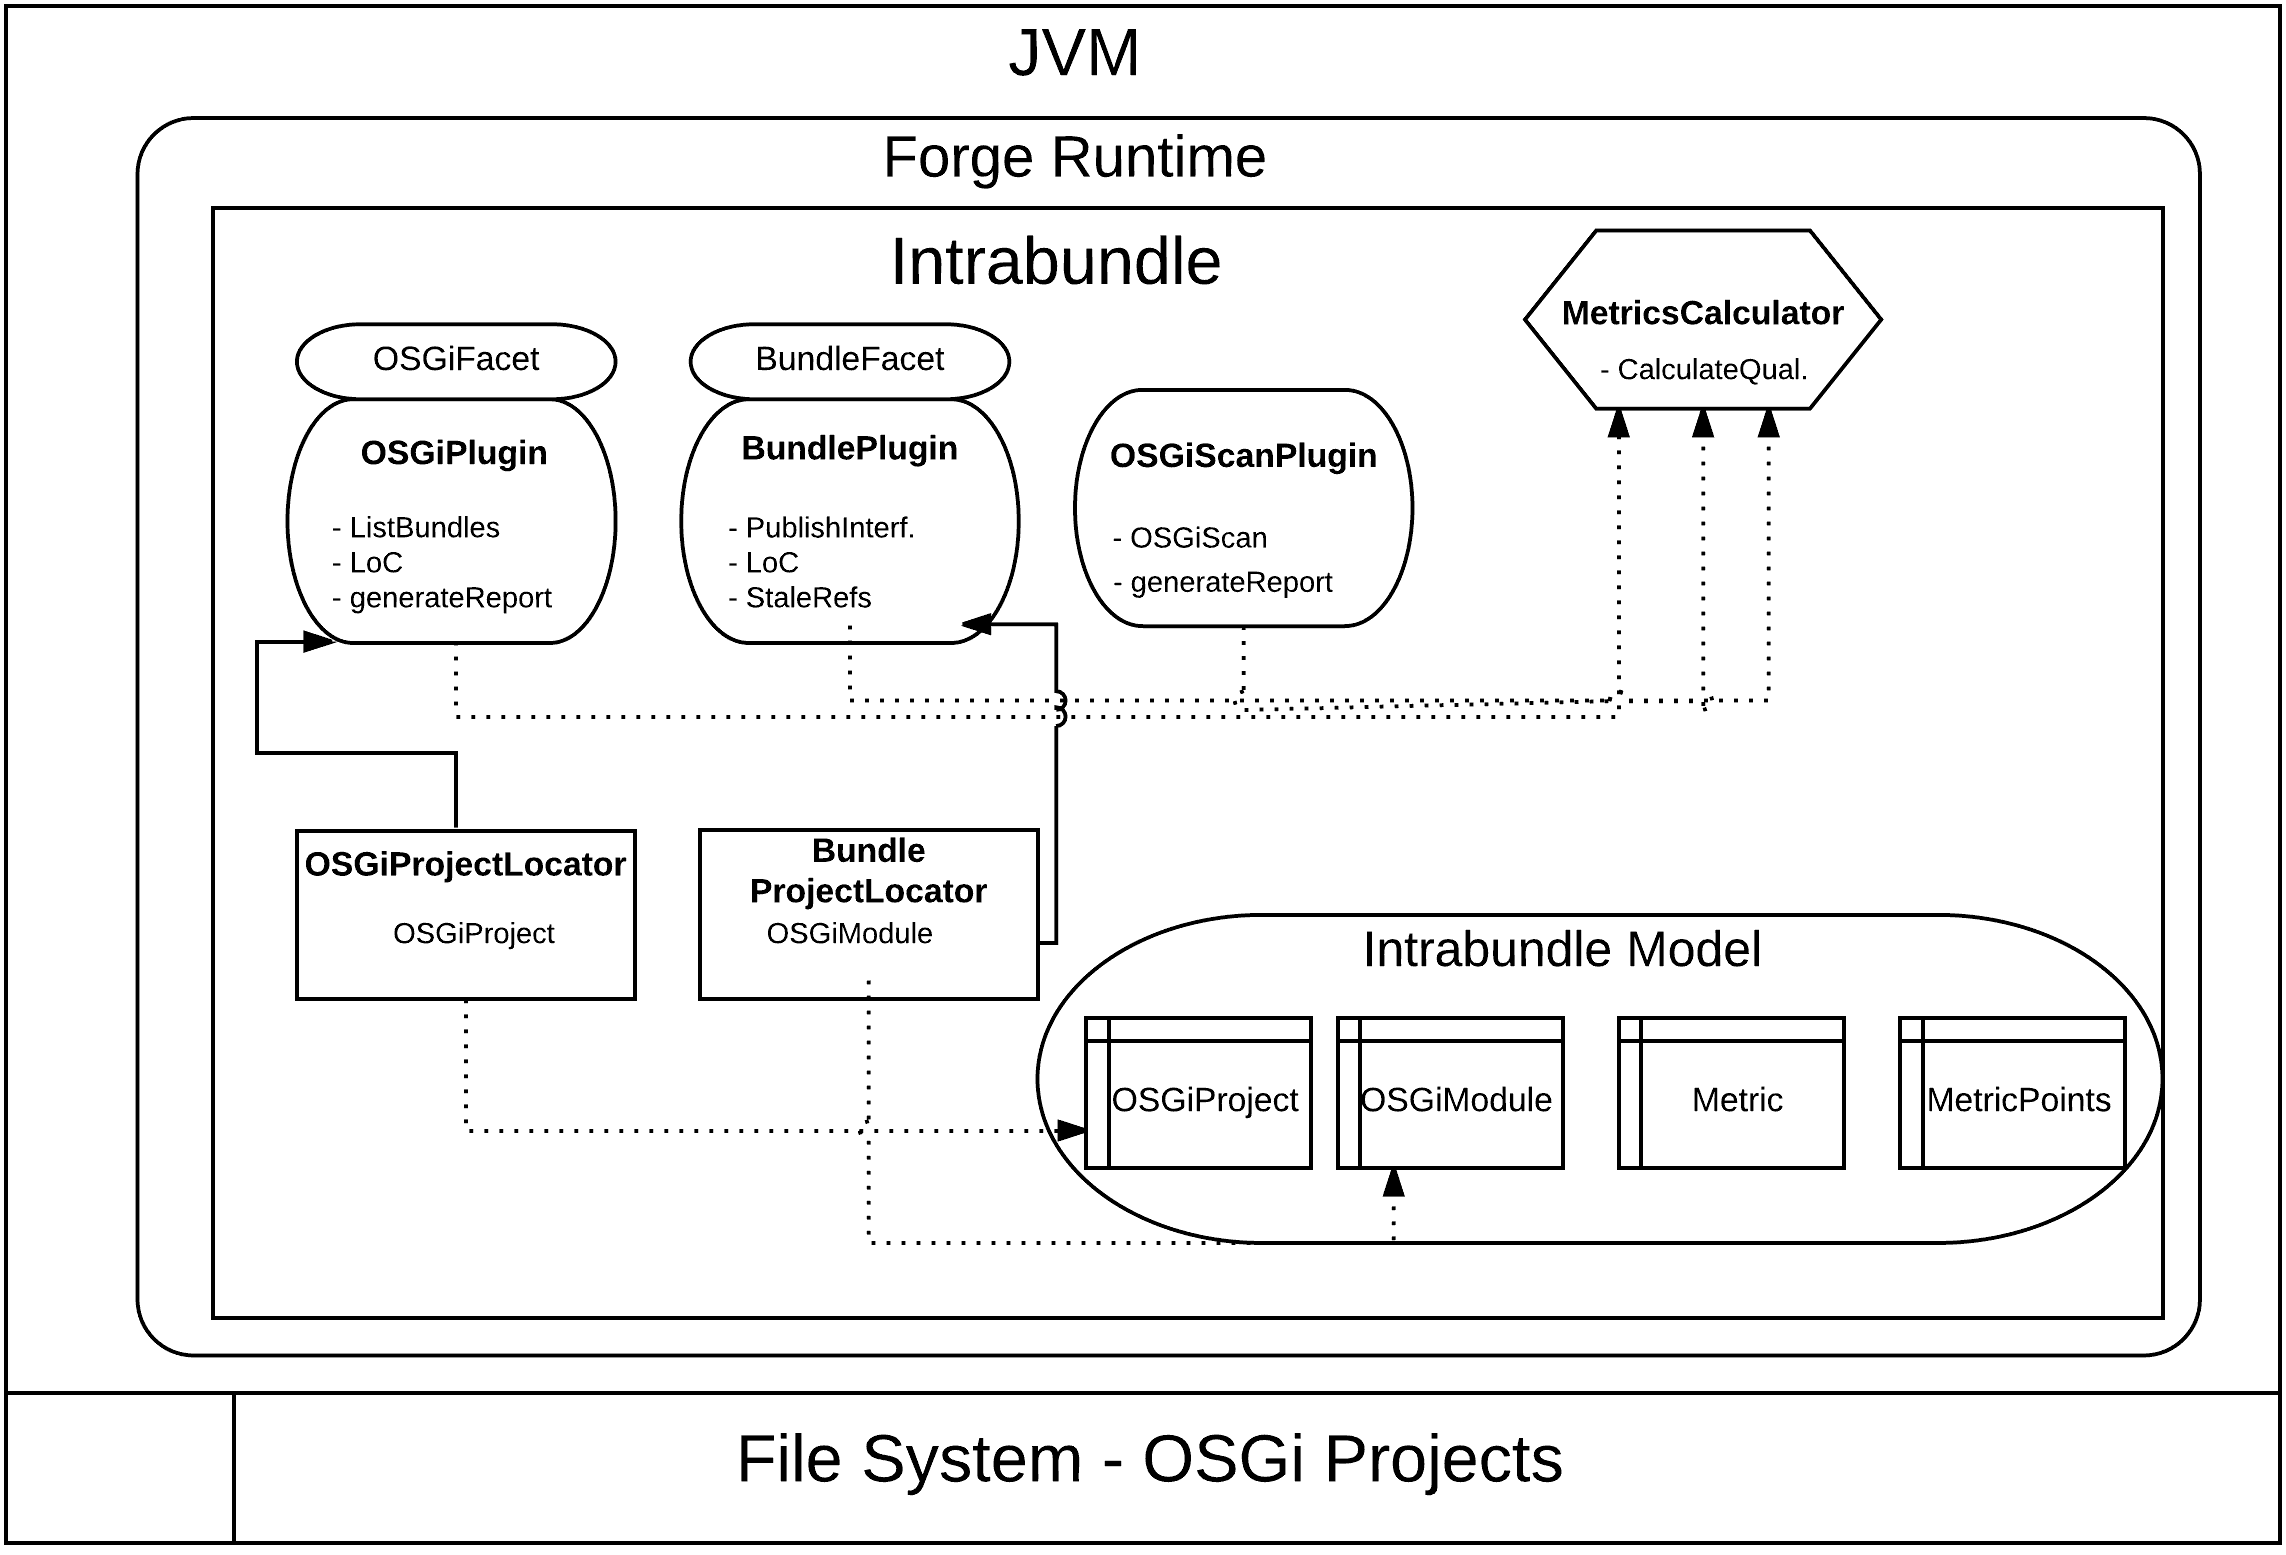 JVM
Forge Runtime
Intrabundle
MetricsCalculator
- CalculateQual.
OSGiFacet
OSGiPlugin
- ListBundles
- LoC
- generateReport
BundleFacet
BundlePlugin
- PublishInterf.
- LoC
- StaleRefs
OSGiScanPlugin
- OSGiScan
- generateReport
OSGiProjectLocator
OSGiProject
Bundle
ProjectLocator
OSGiModule
Intrabundle Model
OSGiProject
OSGiModule
Metric
MetricPoints
File System - OSGi Projects